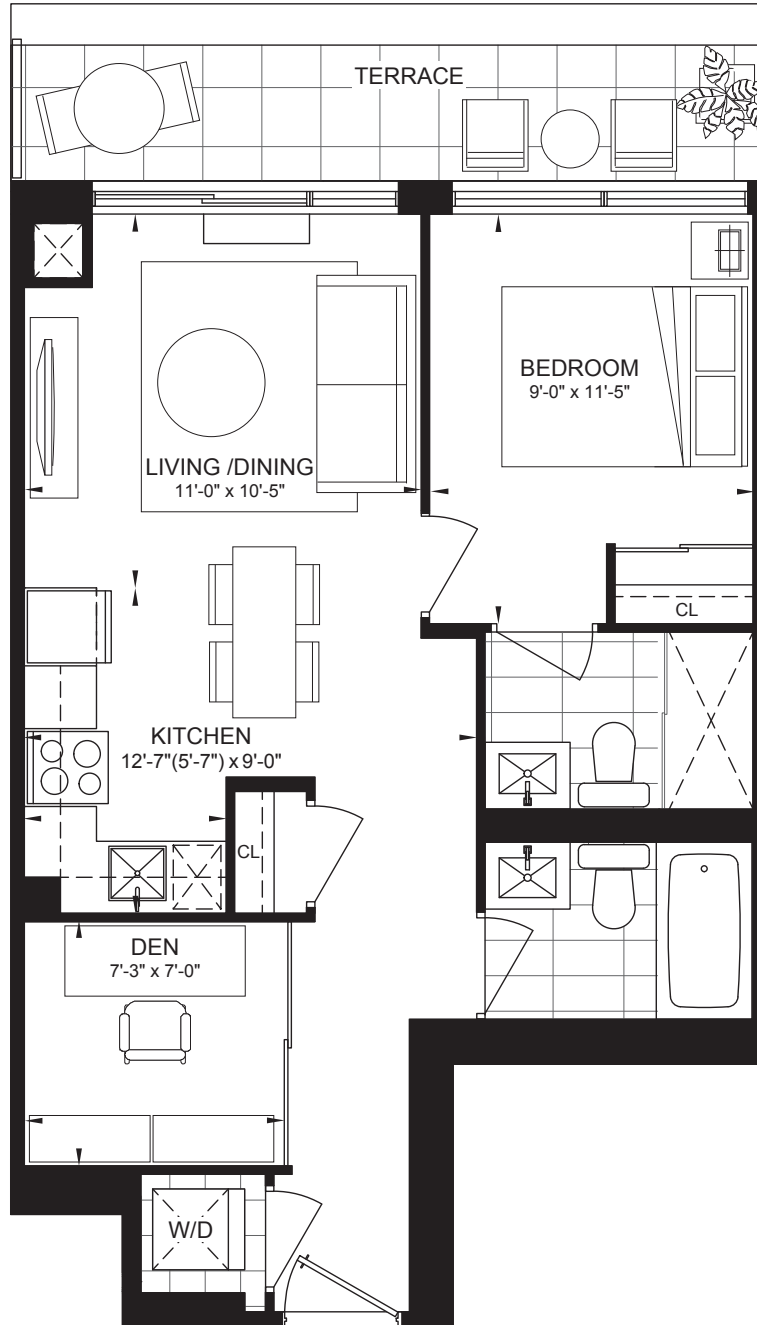 TERRACE
BEDROOM
9'-0" x 11'-5"
LIVING /DINING
11'-0" x 10'-5"
CL
KITCHEN
12'-7"(5'-7") x 9'-0"
CL
DEN
7'-3" x 7'-0"
W/D